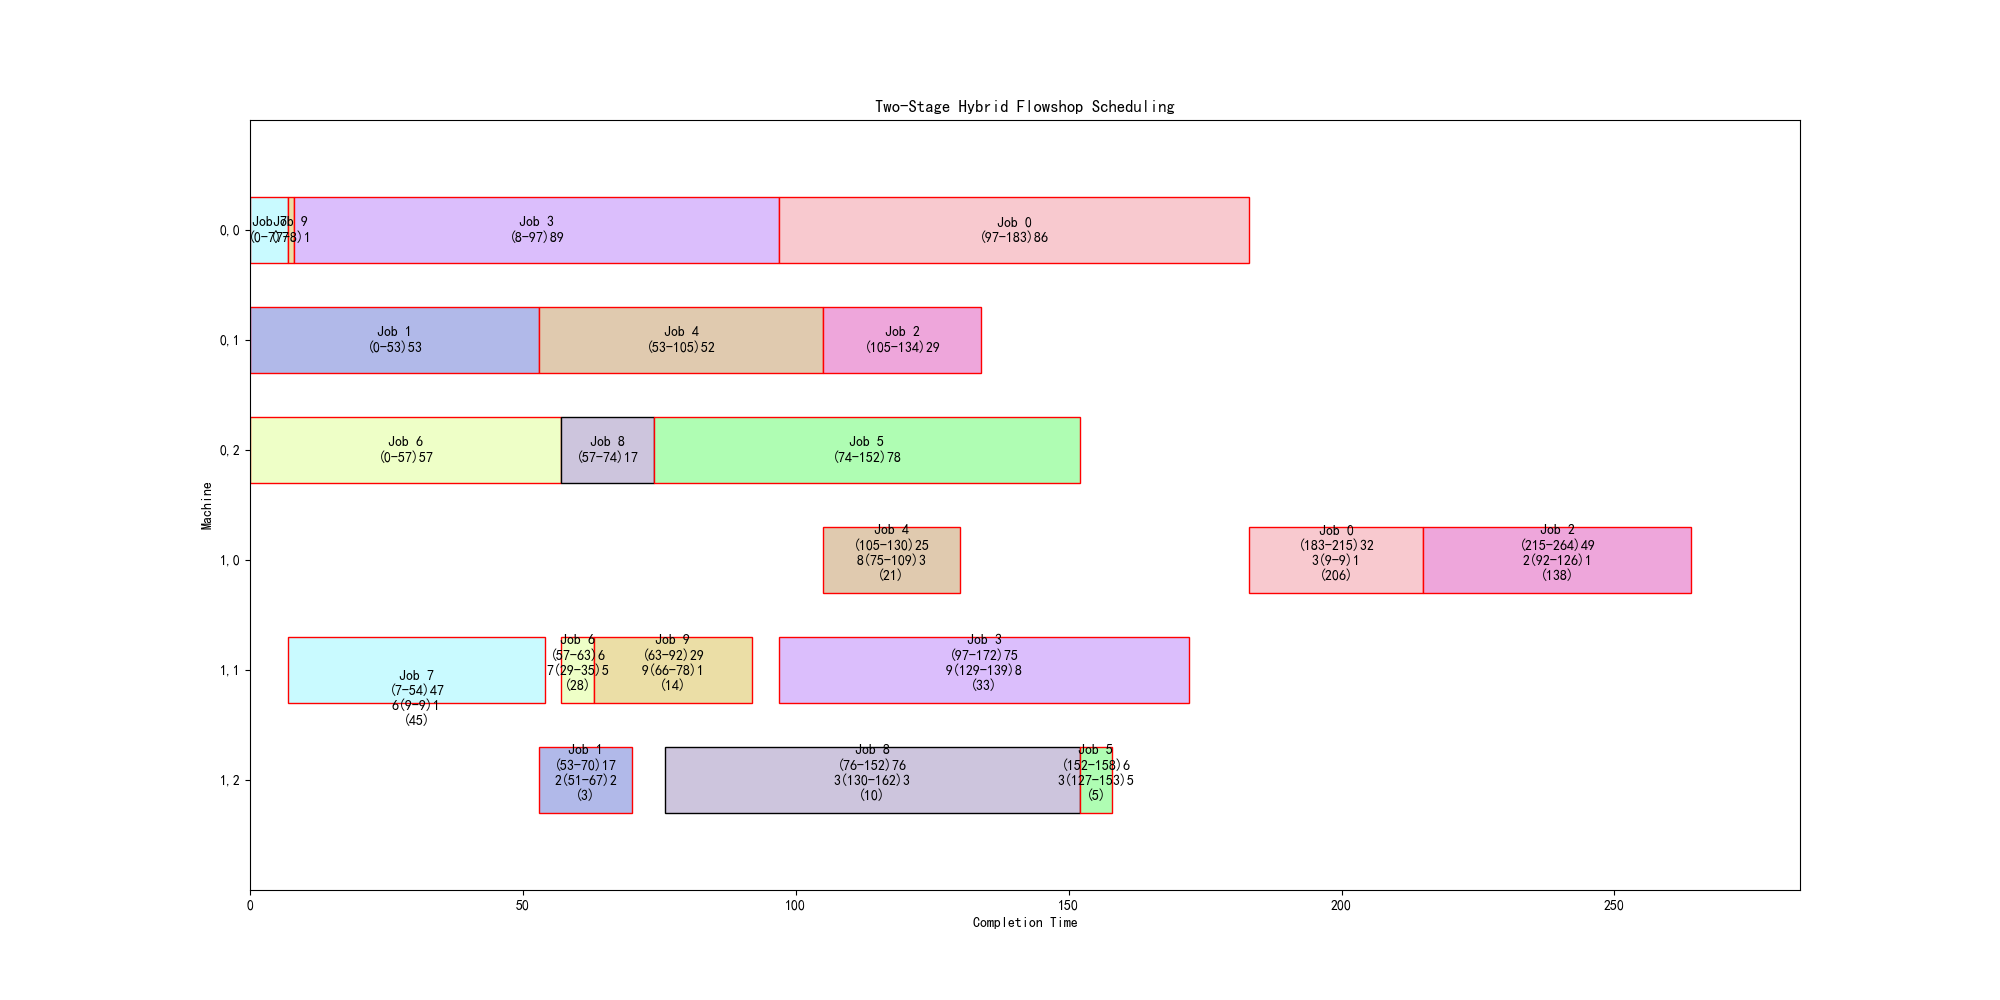 Two-Stage Hybrid Flowshop Scheduling
0,0
Job 7
(0-7)7
Job 9
(7-8)1
Job 3
(8-97)89
Job 0
(97-183)86
0,1
Job 1
(0-53)53
Job 4
(53-105)52
Job 2
(105-134)29
0,2
Job 6
(0-57)57
Job 8
(57-74)17
Job 5
(74-152)78
Machine
1,0
Job 4
(105-130)25
8(75-109)3
(21)
Job 0
(183-215)32
3(9-9)1
(206)
Job 2
(215-264)49
2(92-126)1
(138)
1,1
Job 7
(7-54)47
6(9-9)1
(45)
Job 6
(57-63)6
7(29-35)5
(28)
Job 9
(63-92)29
9(66-78)1
(14)
Job 3
(97-172)75
9(129-139)8
(33)
1,2
Job 1
(53-70)17
2(51-67)2
(3)
Job 8
(76-152)76
3(130-162)3
(10)
Job 5
(152-158)6
3(127-153)5
(5)
0
50
100
150
200
250
Completion Time